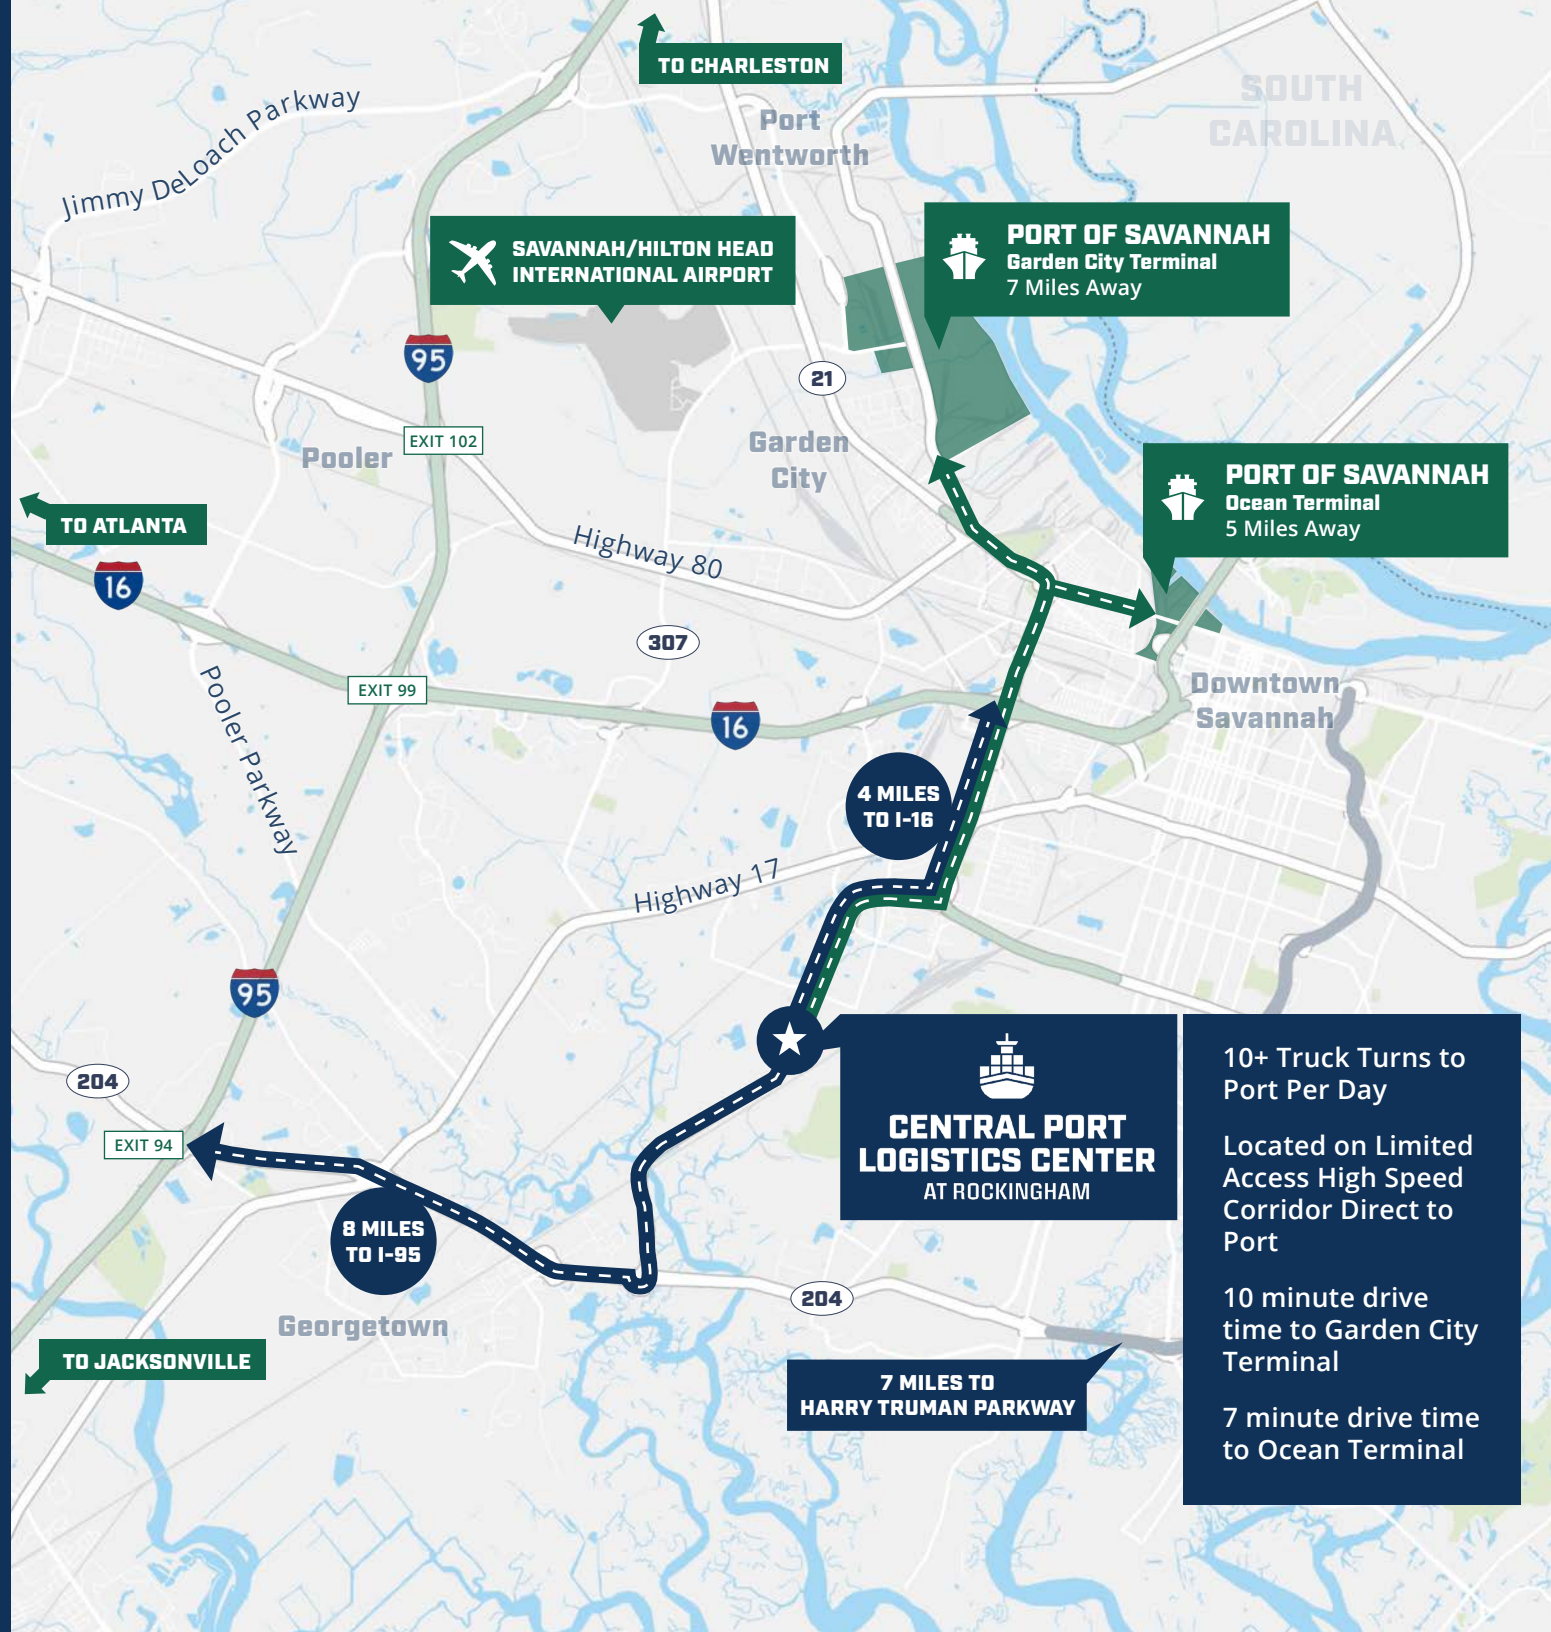 TO CHARLESTON
SOUTH
CAROLINA
Jimmy DeLoach Parkway
Port
Wentworth
SAVANNAH/HILTON HEAD
INTERNATIONAL AIRPORT
PORT OF SAVANNAH
Garden City Terminal
7 Miles Away
95
21
EXIT 102
Pooler
Garden
City
PORT OF SAVANNAH
Ocean Terminal
5 Miles Away
TO ATLANTA
Highway 80
16
307
Pooler Parkway
EXIT 99
16
Downtown
Savannah
4 MILES
TO I-16
Highway 17
95
204
EXIT 94
CENTRAL PORT
LOGISTICS CENTER
AT ROCKINGHAM
10+ Truck Turns to
Port Per Day
Located on Limited
Access High Speed
Corridor Direct to
Port
10 minute drive
time to Garden City
Terminal
7 minute drive time
to Ocean Terminal
8 MILES
TO I-95
204
Georgetown
TO JACKSONVILLE
7 MILES TO
HARRY TRUMAN PARKWAY